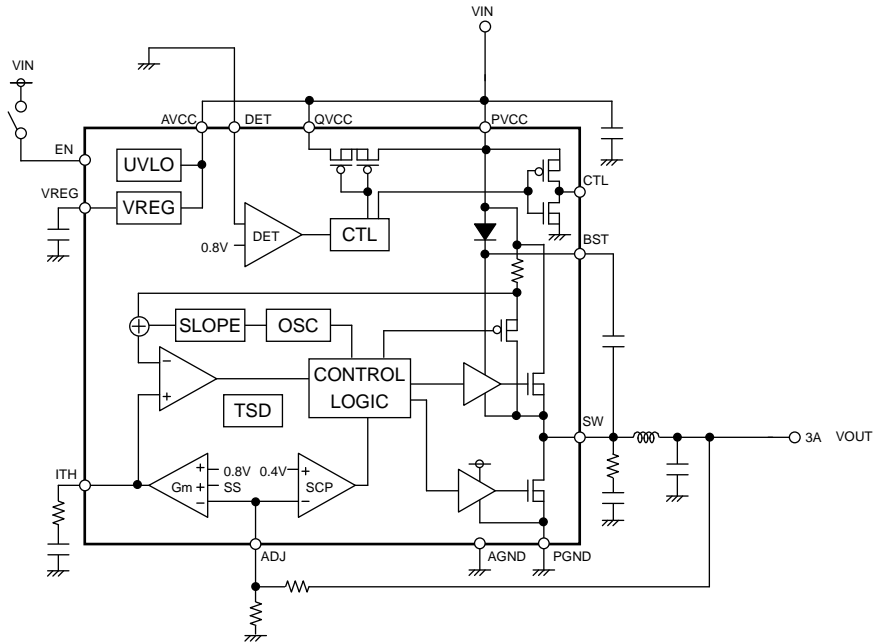 VIN
VIN
AVCC
DET
QVCC
PVCC
EN
UVLO
CTL
VREG
VREG
DET
0.8V
CTL
BST
SLOPE
OSC
−
+
CONTROL
LOGIC
TSD
SW
3A
VOUT
ITH
Gm
+
+
−
0.8V
SS
0.4V
+
−
SCP
ADJ
AGND
PGND